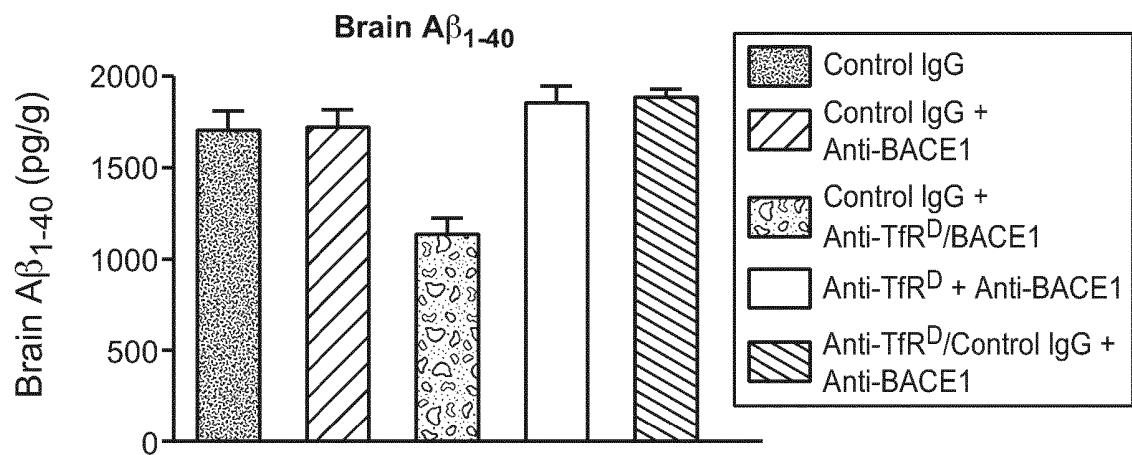 Brain Aβ1-40
Brain Aβ1-40 (pg/g)
2000
1500
1000
500
0
Control IgG
Control IgG +
Anti-BACE1
Control IgG +
Anti-TfRD/BACE1
Anti-TfRD + Anti-BACE1
Anti-TfRD/Control IgG +
Anti-BACE1